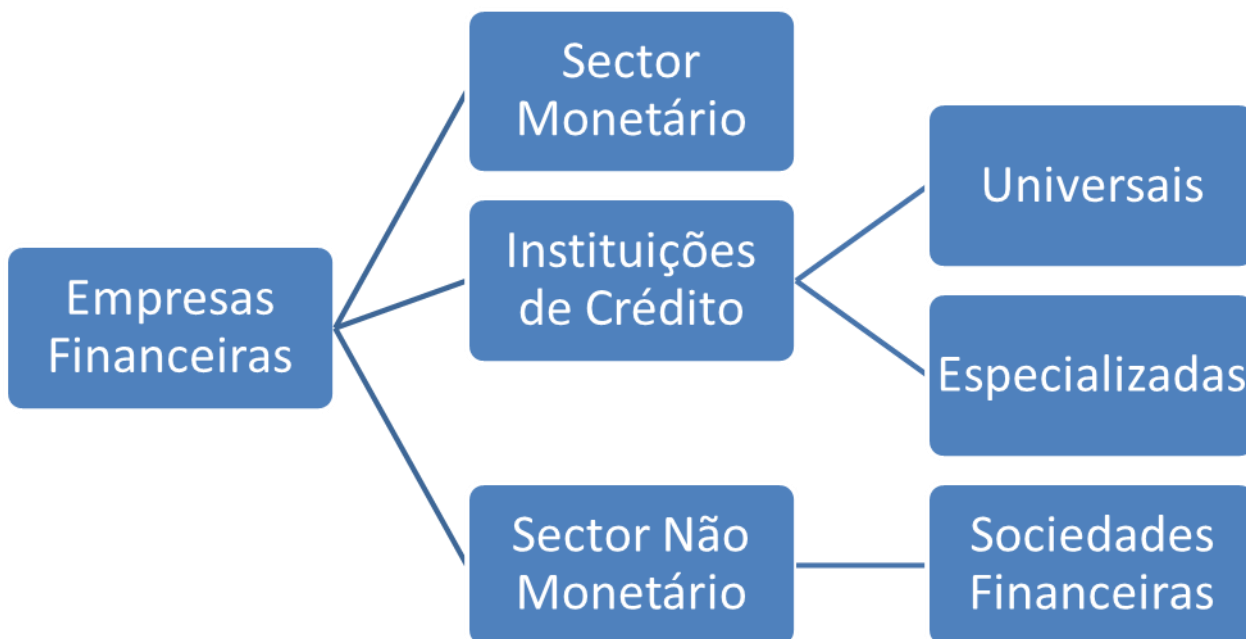 Empresas
Financeiras
Sector
Monetário
Instituições
de Crédito
Universais
Especializadas
Sector Não
Monetário
Sociedades
Financeiras